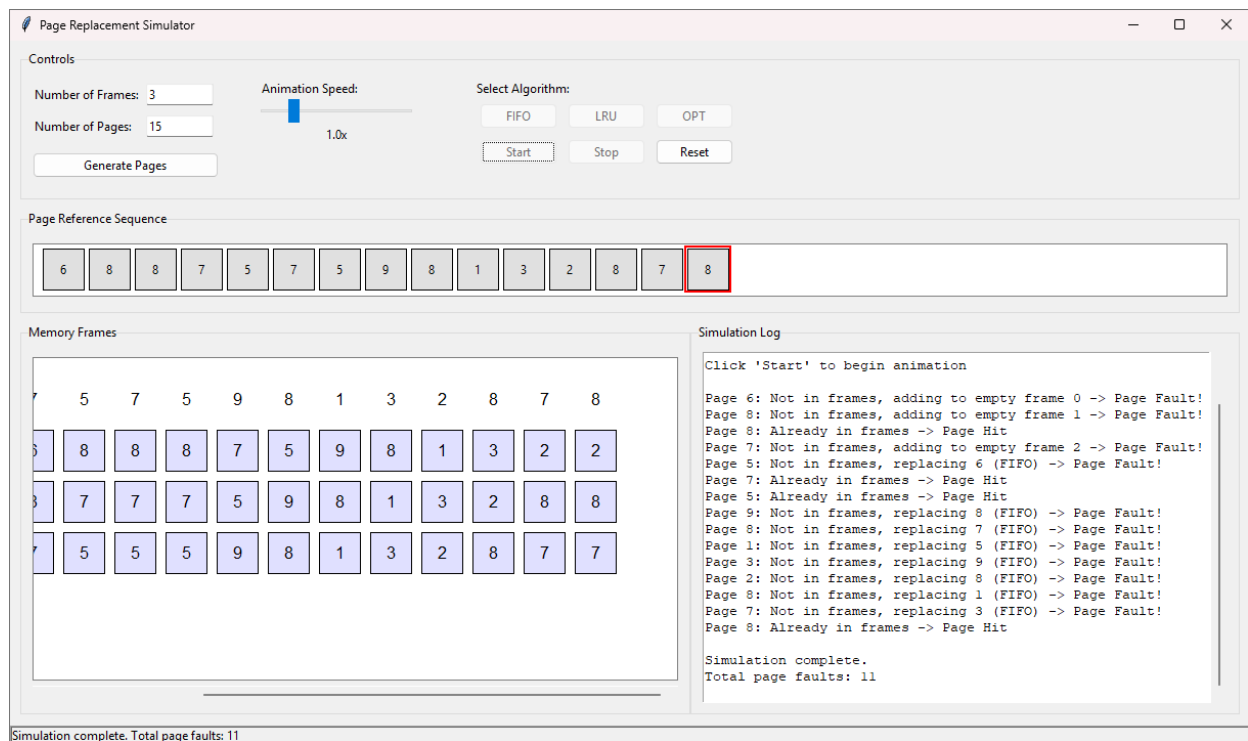 Page Replacement Simulator
Controls
Number of Frames: 3
Number of Pages: 15
Generate Pages
Animation Speed:
1.0x
Select Algorithm:
FIFO LRU OPT
Start Stop Reset
Page Reference Sequence
6 8 8 7 5 7 5 9 8 1 3 2 8 7 8
Memory Frames
5 7 5 9 8 1 3 2 8 7 8
8 8 8 7 5 9 8 1 3 2 2
7 7 7 5 9 8 1 3 2 8 8
5 5 5 9 8 1 3 2 8 7 7
Simulation Log
Click 'Start' to begin animation
Page 6: Not in frames, adding to empty frame 0 -> Page Fault!
Page 8: Not in frames, adding to empty frame 1 -> Page Fault!
Page 8: Already in frames -> Page Hit
Page 7: Not in frames, adding to empty frame 2 -> Page Fault!
Page 5: Not in frames, replacing 6 (FIFO) -> Page Fault!
Page 7: Already in frames -> Page Hit
Page 5: Already in frames -> Page Hit
Page 9: Not in frames, replacing 8 (FIFO) -> Page Fault!
Page 8: Not in frames, replacing 7 (FIFO) -> Page Fault!
Page 1: Not in frames, replacing 5 (FIFO) -> Page Fault!
Page 3: Not in frames, replacing 9 (FIFO) -> Page Fault!
Page 2: Not in frames, replacing 8 (FIFO) -> Page Fault!
Page 8: Not in frames, replacing 1 (FIFO) -> Page Fault!
Page 7: Not in frames, replacing 3 (FIFO) -> Page Fault!
Page 8: Already in frames -> Page Hit
Simulation complete.
Total page faults: 11
Simulation complete. Total page faults: 11